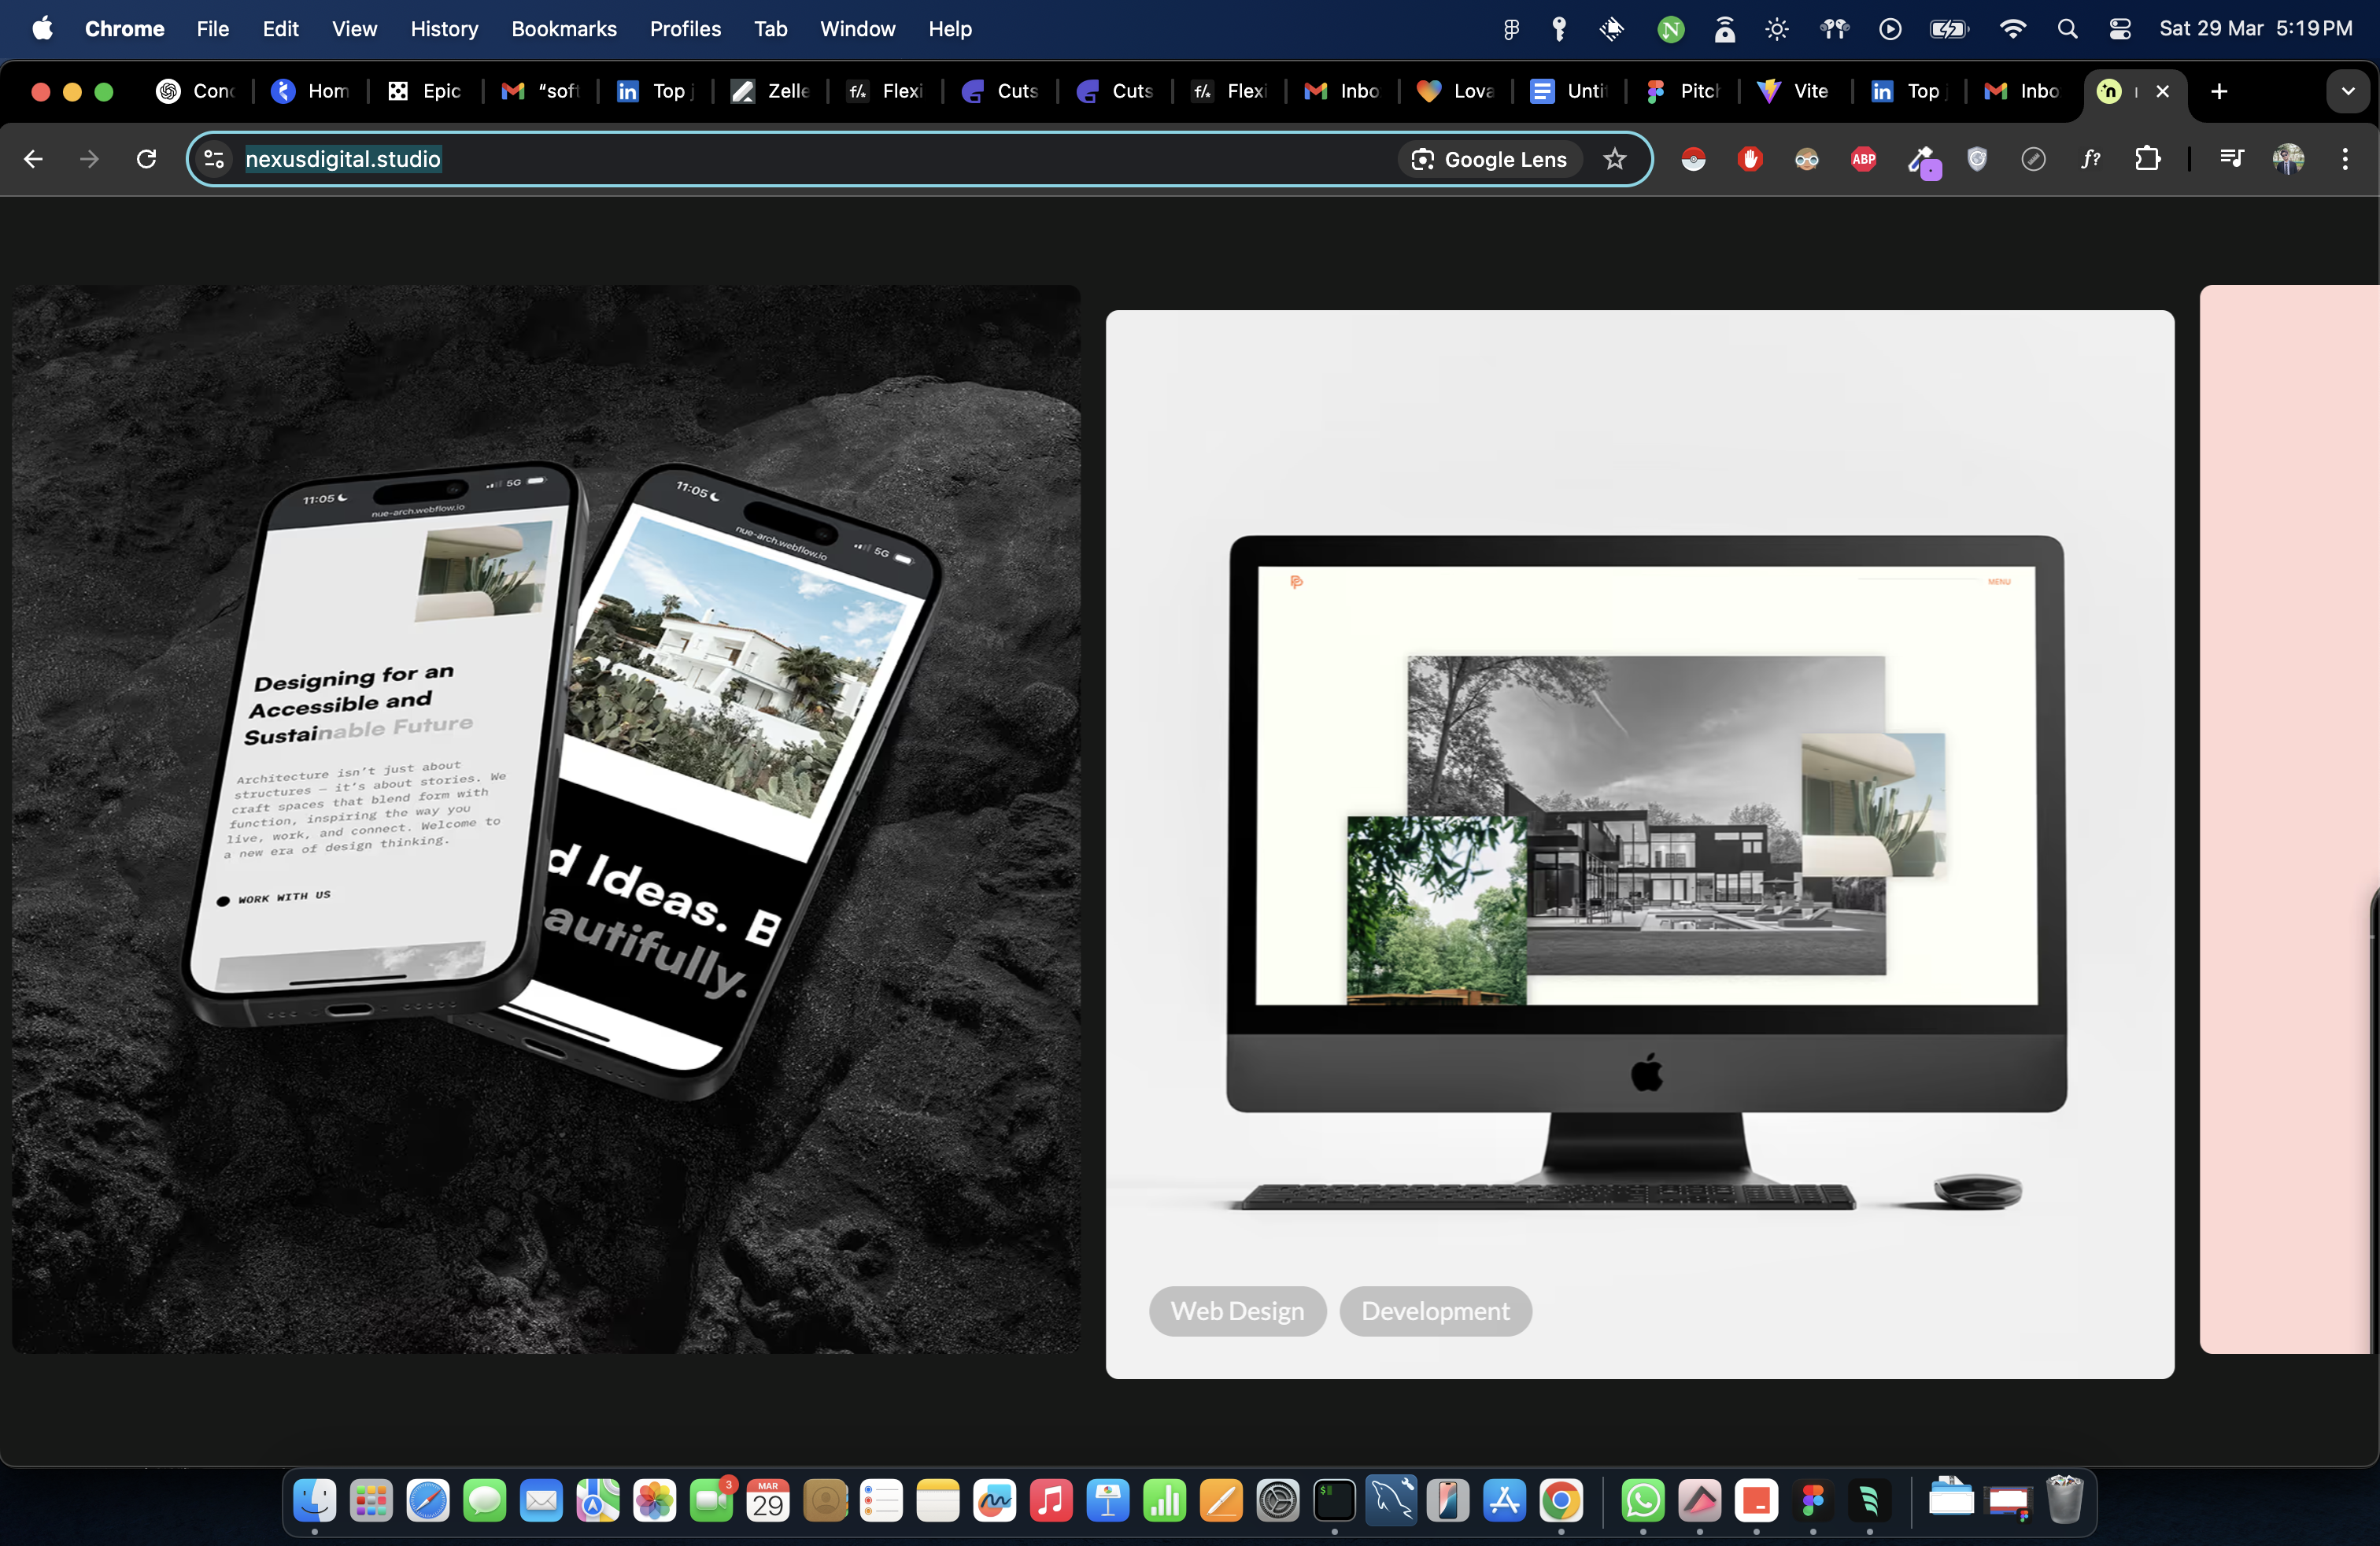 Chrome File Edit View History Bookmarks Profiles Tab Window Help Sat 29 Mar 5:19 PM
Conc Hom Epic "soft Top j Zelle Flexi Cuts Cuts Flexi Inbo Lova Unti Pitch Vite Top j Inbo
nexusdigital.studio Google Lens ABP f?
11:05 5G
nue-arch.webflow.io
Designing for an
Accessible and
Sustainable Future
Architecture isn't just about
structures — it's about stories. We
craft spaces that blend form with
function, inspiring the way you
live, work, and connect. Welcome to
a new era of design thinking.
WORK WITH US
11:05 5G
nue-arch.webflow.io
d Ideas. B
eautifully.
MENU
Web Design Development
3
MAR
29